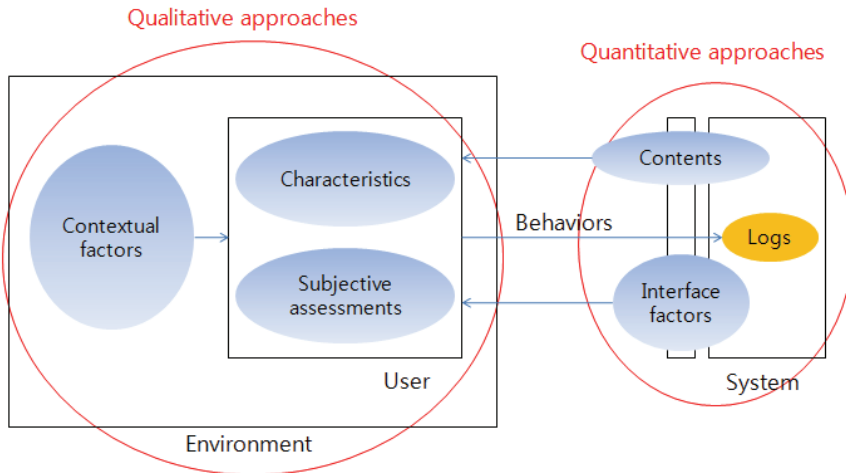 Qualitative approaches
Quantitative approaches
Contextual
factors
Characteristics
Subjective
assessments
User
Environment
Behaviors
Contents
Logs
Interface
factors
System